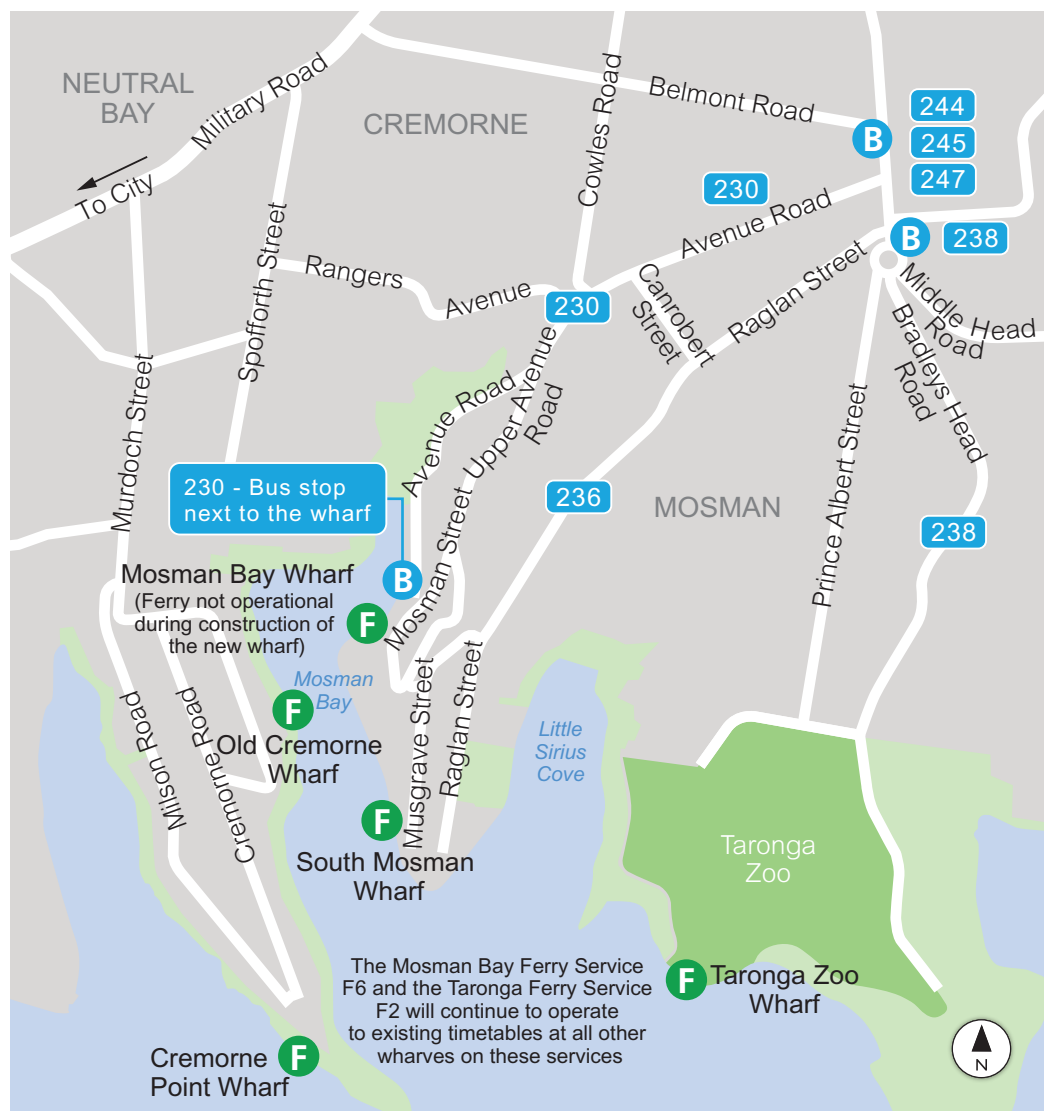 NEUTRAL
BAY
Military Road
To City
CREMORNE
Cowles Road
Belmont Road
B
244
245
247
230
Avenue Road
B
238
Spofforth Street
Rangers
Avenue
230
Canrobert
Street
Raglan Street
Middle Head
Road
Bradleys Head
Road
Murdoch Street
Avenue Road
Upper Avenue
Road
Prince Albert Street
230 - Bus stop
next to the wharf
236
MOSMAN
238
Mosman Street
Mosman Bay Wharf
(Ferry not operational
during construction of
the new wharf)
B
F
Mosman
Bay
F
Old Cremorne
Wharf
Milson Road
Cremorne Road
Musgrave Street
Raglan Street
Little
Sirius
Cove
F
South Mosman
Wharf
Taronga
Zoo
The Mosman Bay Ferry Service
F6 and the Taronga Ferry Service
F2 will continue to operate
to existing timetables at all other
wharves on these services
F
Taronga Zoo
Wharf
Cremorne
Point Wharf
F
N